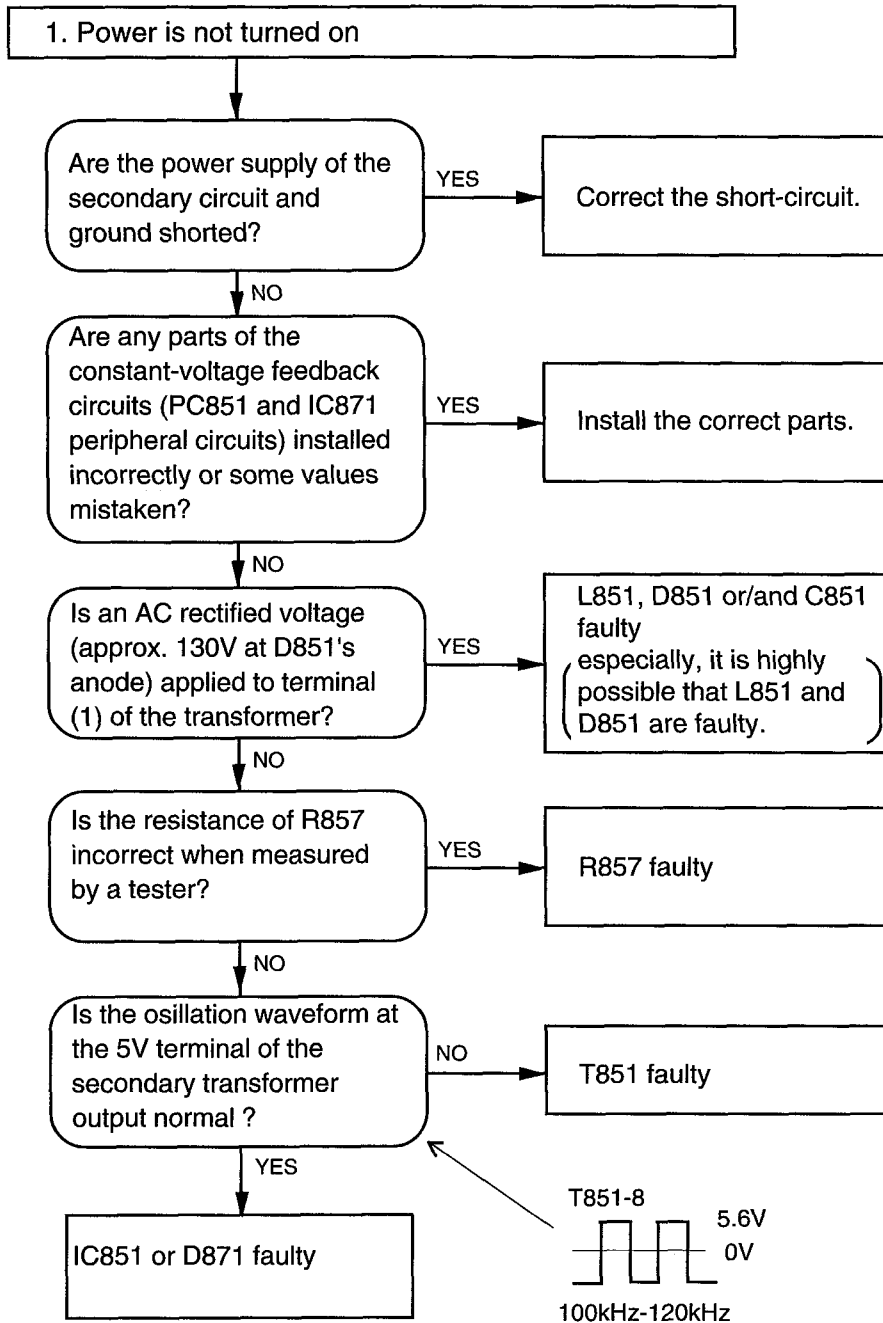 1. Power is not turned on
Are the power supply of the
secondary circuit and
ground shorted?
YES
Correct the short-circuit.
NO
Are any parts of the
constant-voltage feedback
circuits (PC851 and IC871
peripheral circuits) installed
incorrectly or some values
mistaken?
YES
Install the correct parts.
NO
Is an AC rectified voltage
(approx. 130V at D851's
anode) applied to terminal
(1) of the transformer?
YES
L851, D851 or/and C851
faulty
(especially, it is highly
possible that L851 and
D851 are faulty.)
NO
Is the resistance of R857
incorrect when measured
by a tester?
YES
R857 faulty
NO
Is the osillation waveform at
the 5V terminal of the
secondary transformer
output normal ?
NO
T851 faulty
YES
IC851 or D871 faulty
T851-8
5.6V
0V
100kHz-120kHz